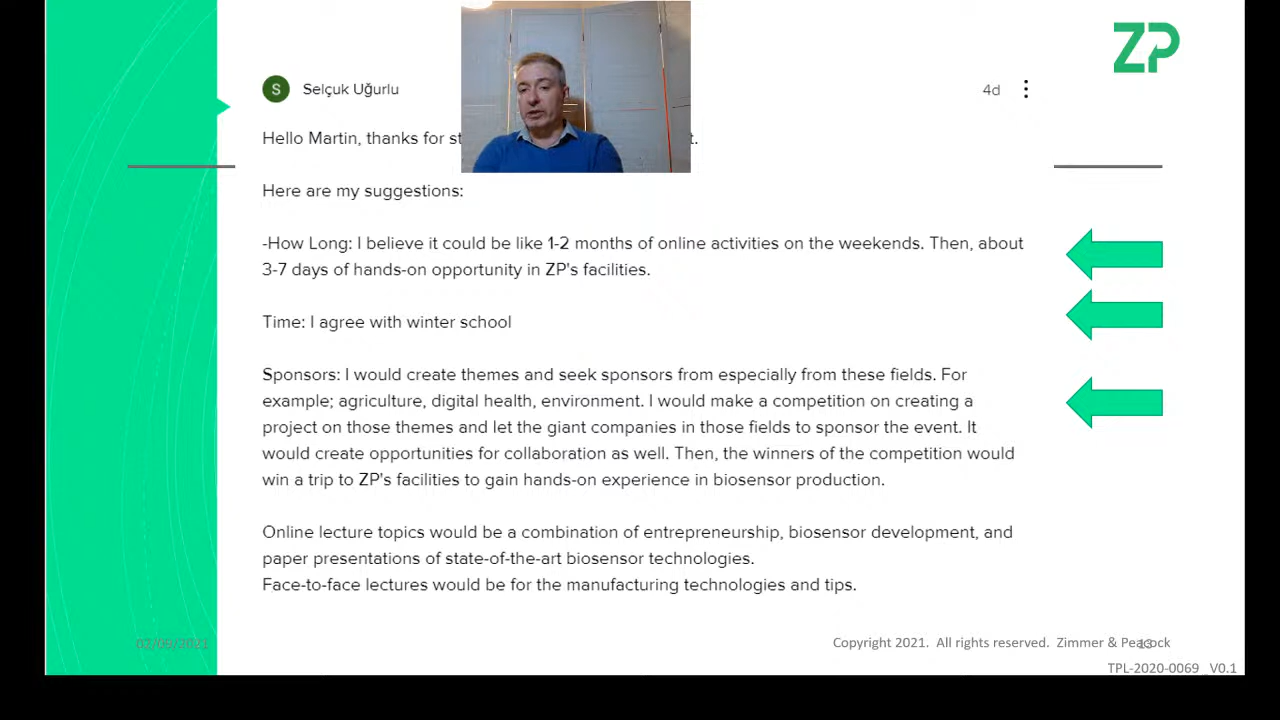 ZP
S
Selçuk Uğurlu
4d
Hello Martin, thanks for st
t.
Here are my suggestions:
-How Long: I believe it could be like 1-2 months of online activities on the weekends. Then, about
3-7 days of hands-on opportunity in ZP's facilities.
Time: I agree with winter school
Sponsors: I would create themes and seek sponsors from especially from these fields. For
example; agriculture, digital health, environment. I would make a competition on creating a
project on those themes and let the giant companies in those fields to sponsor the event. It
would create opportunities for collaboration as well. Then, the winners of the competition would
win a trip to ZP's facilities to gain hands-on experience in biosensor production.
Online lecture topics would be a combination of entrepreneurship, biosensor development, and
paper presentations of state-of-the-art biosensor technologies.
Face-to-face lectures would be for the manufacturing technologies and tips.
02/09/2021
Copyright 2021. All rights reserved. Zimmer & Peacock
13
TPL-2020-0069 _V0.1